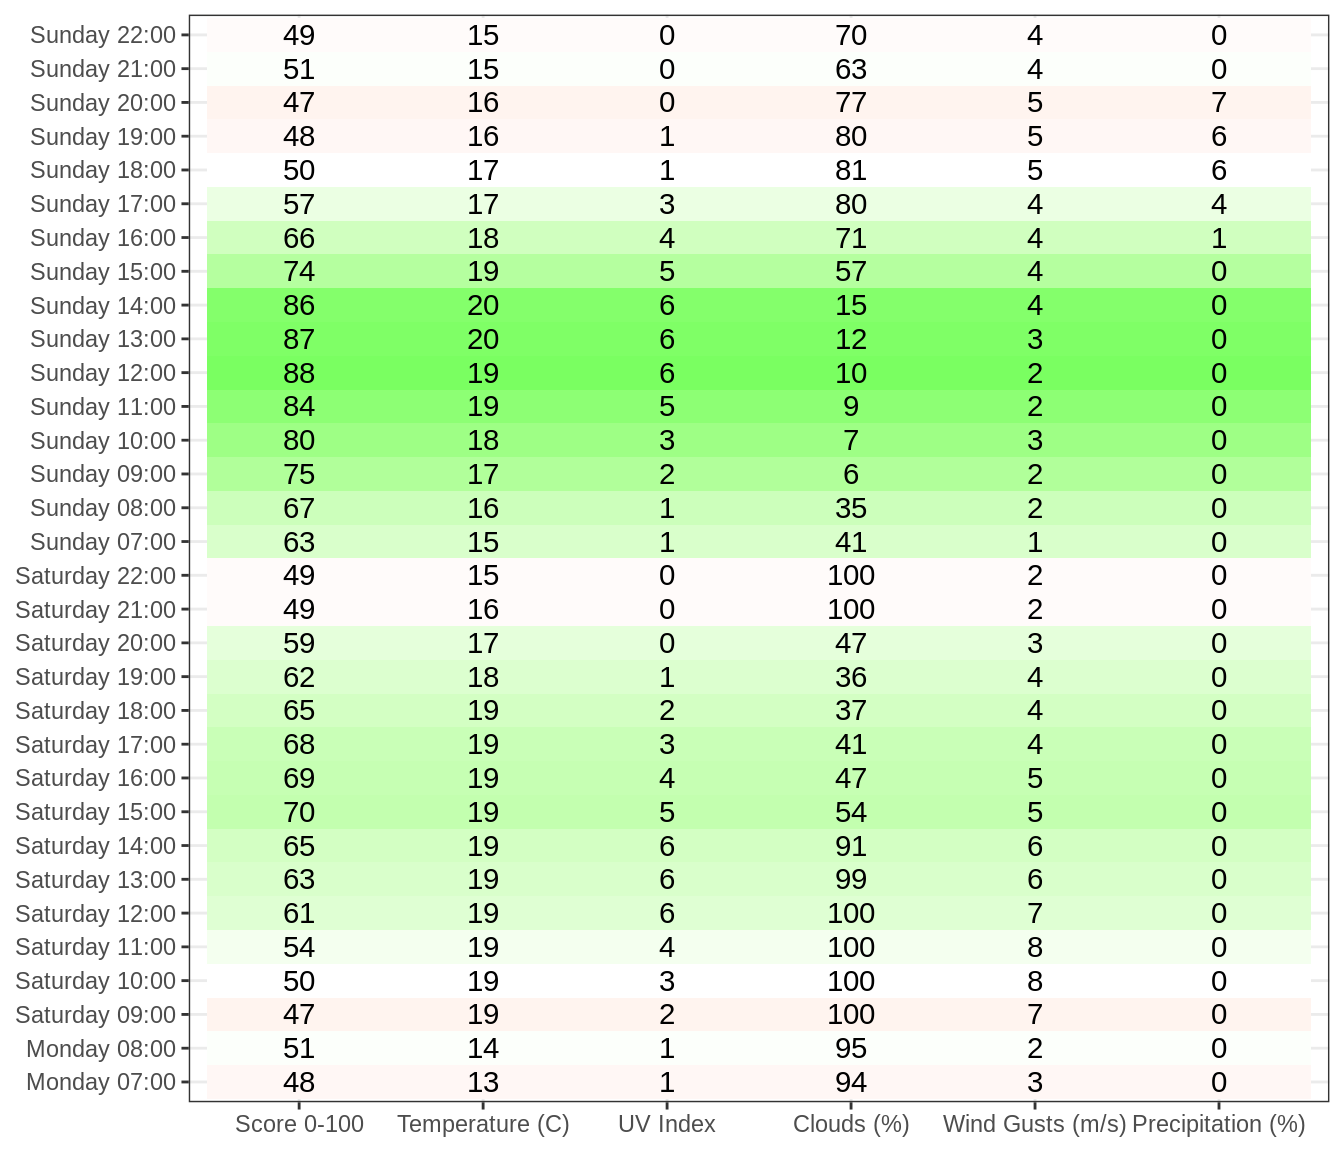 Sunday 22:00 49 15 0 70 4 0
Sunday 21:00 51 15 0 63 4 0
Sunday 20:00 47 16 0 77 5 7
Sunday 19:00 48 16 1 80 5 6
Sunday 18:00 50 17 1 81 5 6
Sunday 17:00 57 17 3 80 4 4
Sunday 16:00 66 18 4 71 4 1
Sunday 15:00 74 19 5 57 4 0
Sunday 14:00 86 20 6 15 4 0
Sunday 13:00 87 20 6 12 3 0
Sunday 12:00 88 19 6 10 2 0
Sunday 11:00 84 19 5 9 2 0
Sunday 10:00 80 18 3 7 3 0
Sunday 09:00 75 17 2 6 2 0
Sunday 08:00 67 16 1 35 2 0
Sunday 07:00 63 15 1 41 1 0
Saturday 22:00 49 15 0 100 2 0
Saturday 21:00 49 16 0 100 2 0
Saturday 20:00 59 17 0 47 3 0
Saturday 19:00 62 18 1 36 4 0
Saturday 18:00 65 19 2 37 4 0
Saturday 17:00 68 19 3 41 4 0
Saturday 16:00 69 19 4 47 5 0
Saturday 15:00 70 19 5 54 5 0
Saturday 14:00 65 19 6 91 6 0
Saturday 13:00 63 19 6 99 6 0
Saturday 12:00 61 19 6 100 7 0
Saturday 11:00 54 19 4 100 8 0
Saturday 10:00 50 19 3 100 8 0
Saturday 09:00 47 19 2 100 7 0
Monday 08:00 51 14 1 95 2 0
Monday 07:00 48 13 1 94 3 0
Score 0-100 Temperature (C) UV Index Clouds (%) Wind Gusts (m/s) Precipitation (%)